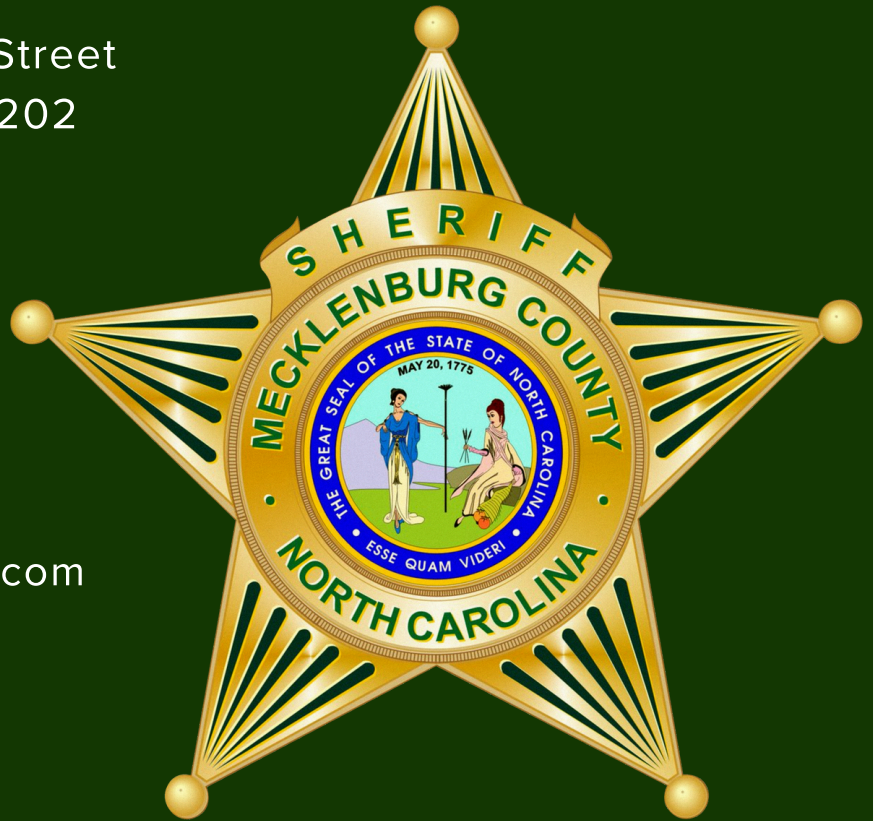 Street
202
SHERIFF
MECKLENBURG COUNTY
THE GREAT SEAL OF THE STATE OF NORTH CAROLINA
MAY 20, 1775
ESSE QUAM VIDERI
NORTH CAROLINA
.com